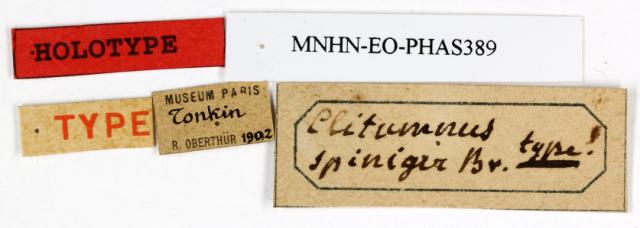 HOLOTYPE
MNHN-EO-PHAS389
TYPE
MUSEUM PARIS
Tonkin
R. OBERTHÜR 1902
Clitumnus
spiniger Br. type!